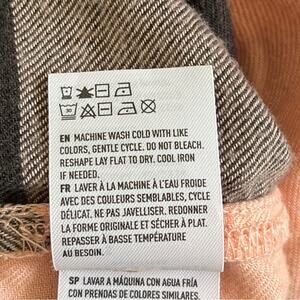 EN MACHINE WASH COLD WITH LIKE
COLORS, GENTLE CYCLE. DO NOT BLEACH.
RESHAPE LAY FLAT TO DRY. COOL IRON
IF NEEDED.
FR LAVER À LA MACHINE À L'EAU FROIDE
AVEC DES COULEURS SEMBLABLES, CYCLE
DÉLICAT. NE PAS JAVELLISER. REDONNER
LA FORME ORIGINALE ET SÉCHER À PLAT.
REPASSER À BASSE TEMPÉRATURE
AU BESOIN.
SP LAVAR A MÁQUINA CON AGUA FRÍA
CON PRENDAS DE COLORES SIMILARES,